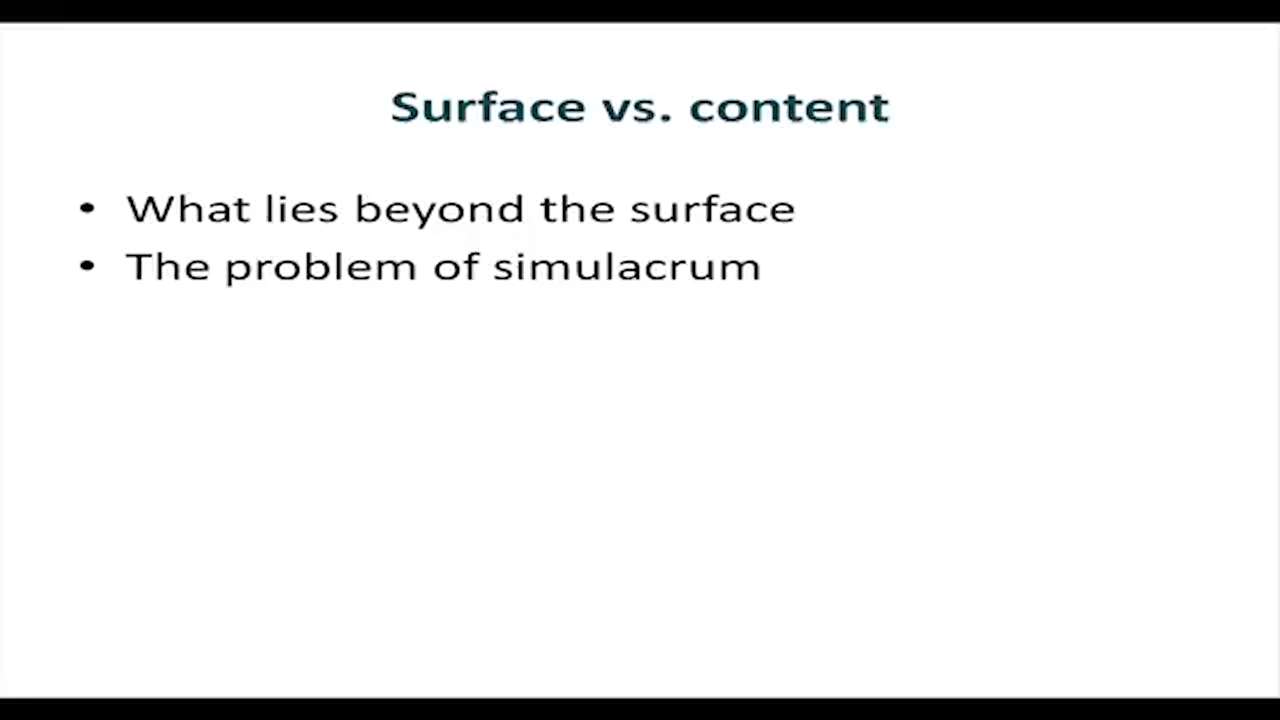 Surface vs. content
• What lies beyond the surface
• The problem of simulacrum